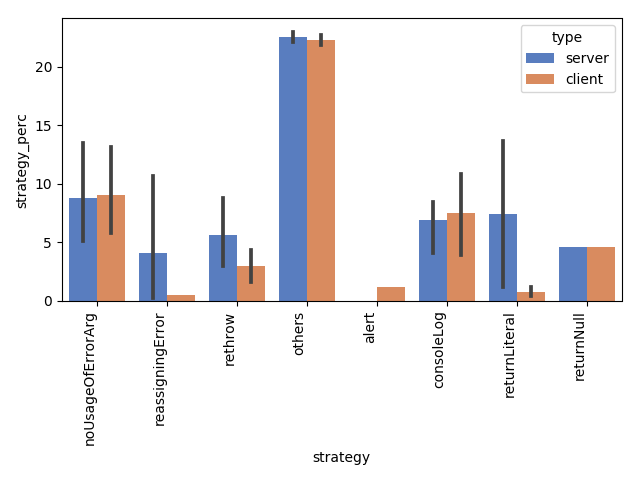 type
server
client
strategy_perc
20
15
10
5
0
noUsageOfErrorArg
reassigningError
rethrow
others
alert
consoleLog
returnLiteral
returnNull
strategy